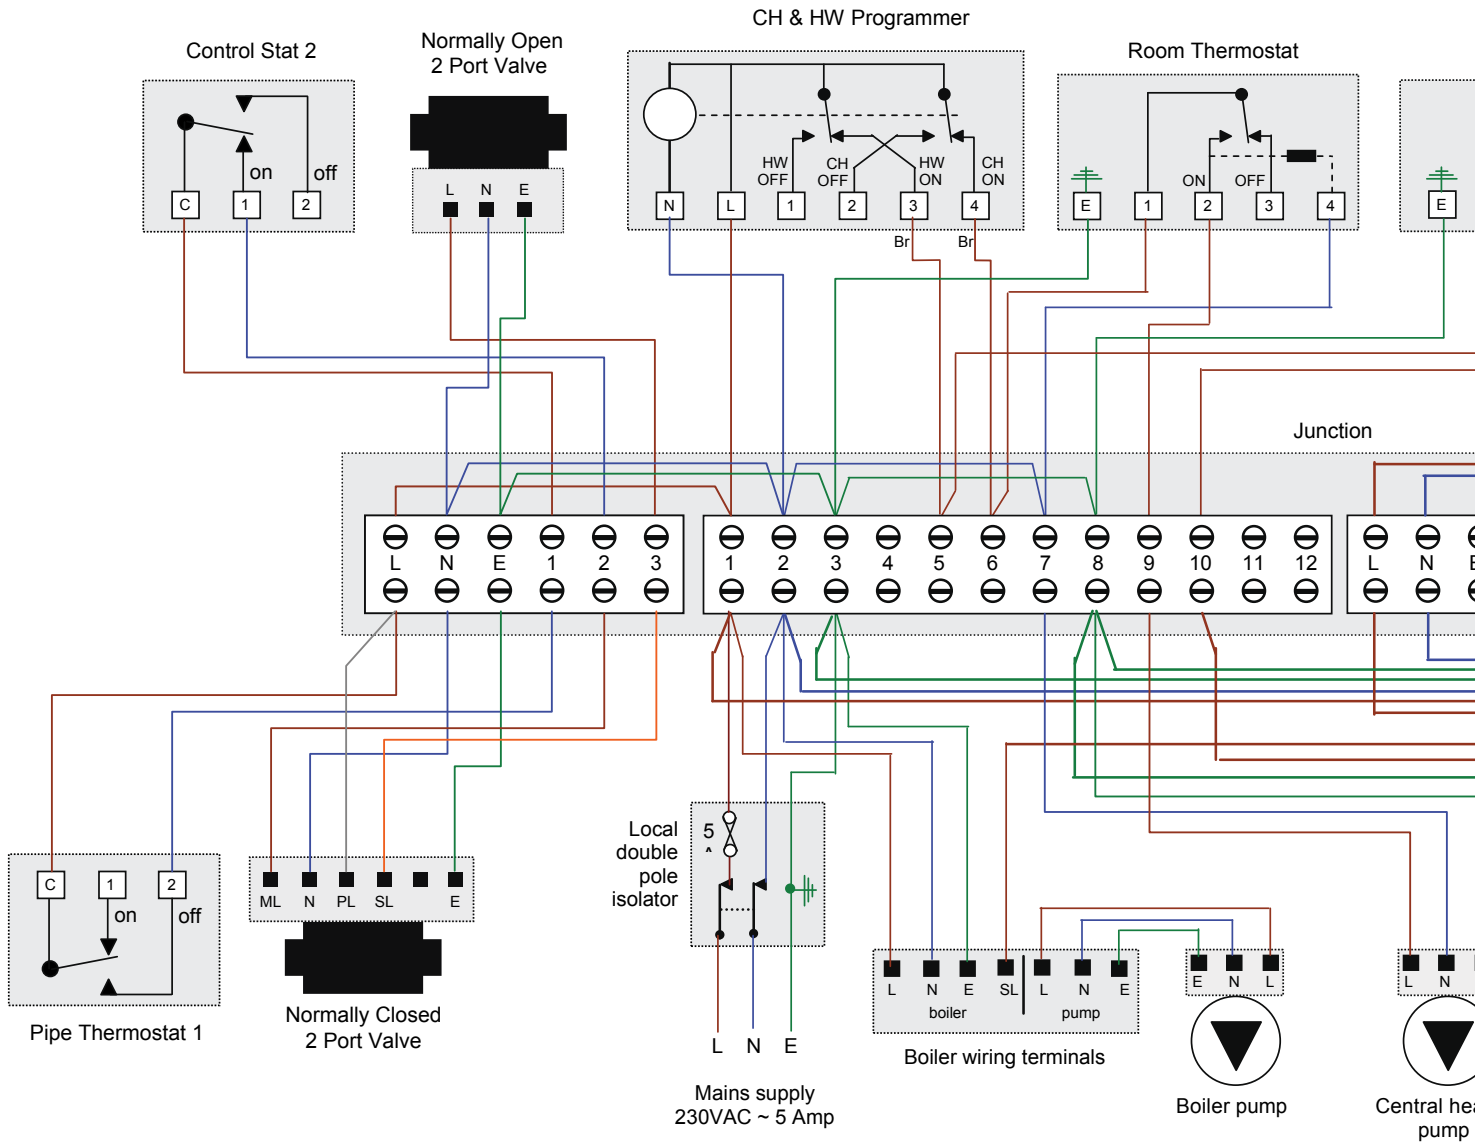 CH & HW Programmer
Control Stat 2
Normally Open
2 Port Valve
Room Thermostat
on
off
C
1
2
L
N
E
HW
OFF
CH
OFF
HW
ON
CH
ON
N
L
1
2
3
4
Br
Br
ON
OFF
E
1
2
3
4
E
Junction
L
N
E
1
2
3
1
2
3
4
5
6
7
8
9
10
11
12
L
N
E
Local
double
pole
isolator
5
A
C
1
2
on
off
ML
N
PL
SL
E
Pipe Thermostat 1
Normally Closed
2 Port Valve
L
N
E
Mains supply
230VAC ~ 5 Amp
L
N
E
SL
L
N
E
boiler
pump
Boiler wiring terminals
E
N
L
Boiler pump
L
N
Central hea
pump